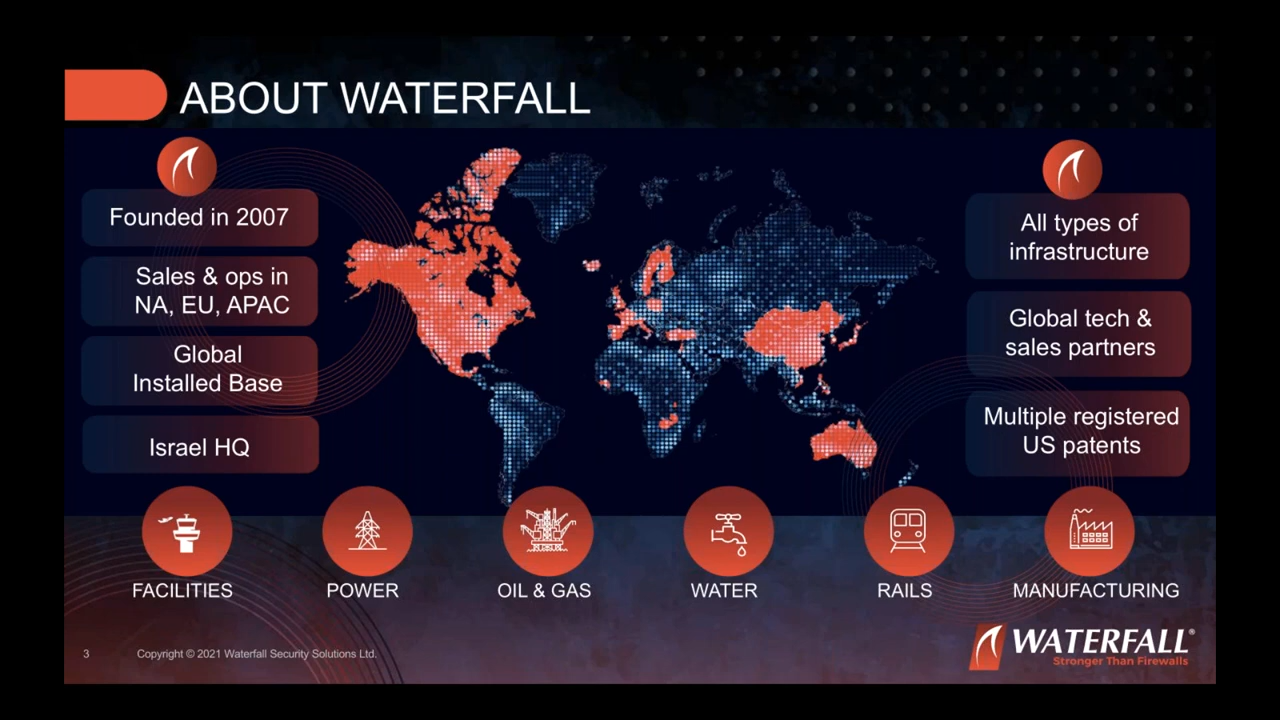 ABOUT WATERFALL
Founded in 2007
Sales & ops in
NA, EU, APAC
Global
Installed Base
Israel HQ
All types of
infrastructure
Global tech &
sales partners
Multiple registered
US patents
FACILITIES
POWER
OIL & GAS
WATER
RAILS
MANUFACTURING
3
Copyright © 2021 Waterfall Security Solutions Ltd.
WATERFALL®
Stronger Than Firewalls